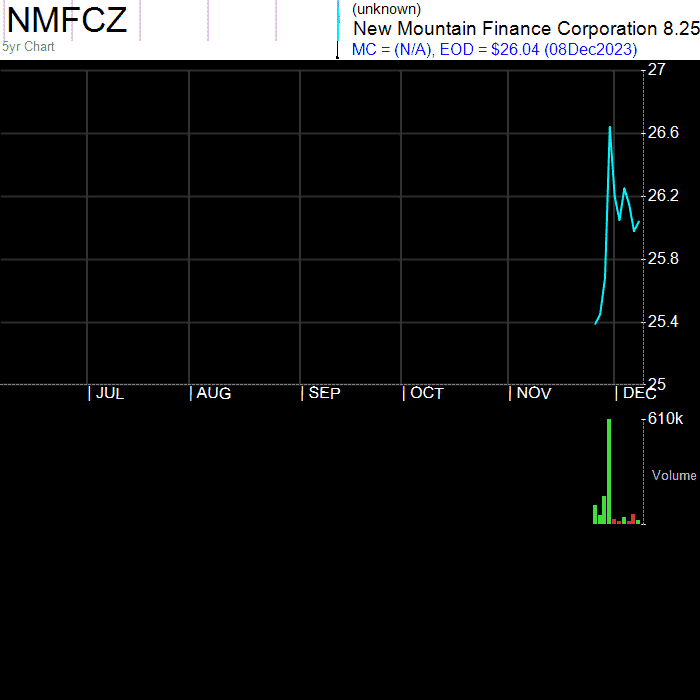 NMFCZ
5yr Chart
(unknown)
New Mountain Finance Corporation 8.25
MC = (N/A), EOD = $26.04 (08Dec2023)
27
26.6
26.2
25.8
25.4
25
| JUL | AUG | SEP | OCT | NOV | DEC
610k
Volume